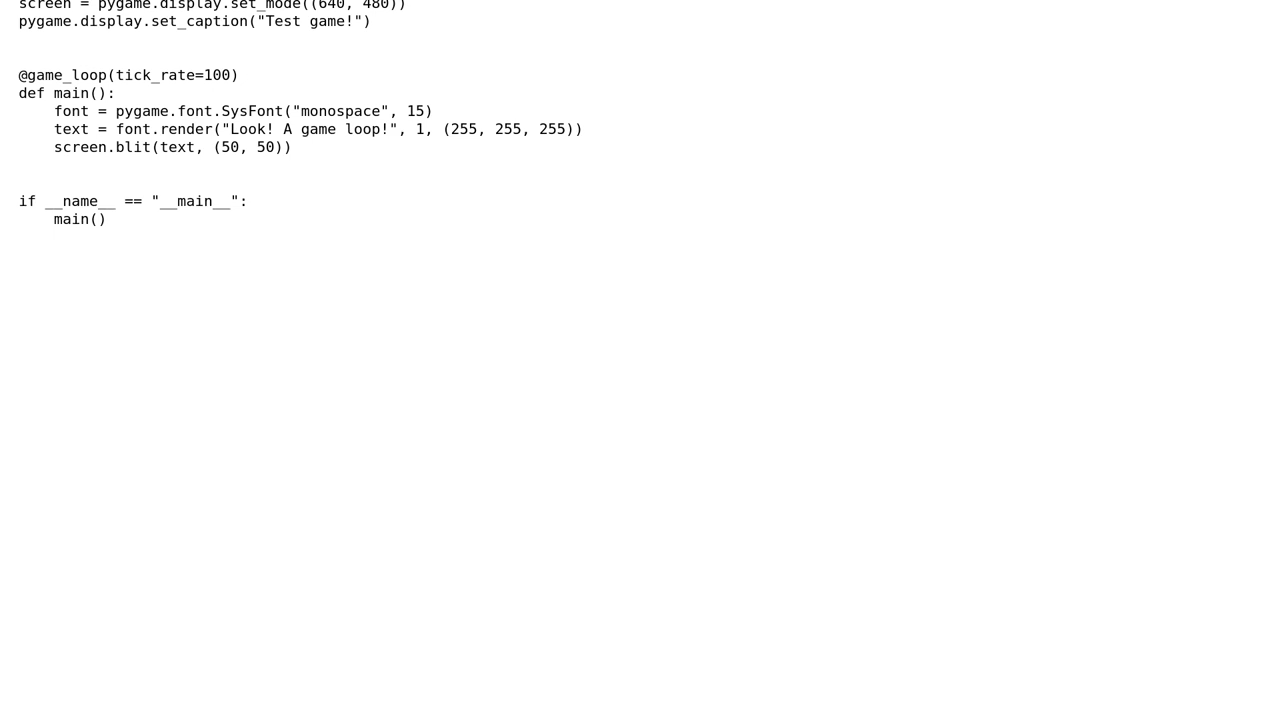 screen = pygame.display.set_mode((640, 480))
pygame.display.set_caption("Test game!")


@game_loop(tick_rate=100)
def main():
    font = pygame.font.SysFont("monospace", 15)
    text = font.render("Look! A game loop!", 1, (255, 255, 255))
    screen.blit(text, (50, 50))


if __name__ == "__main__":
    main()